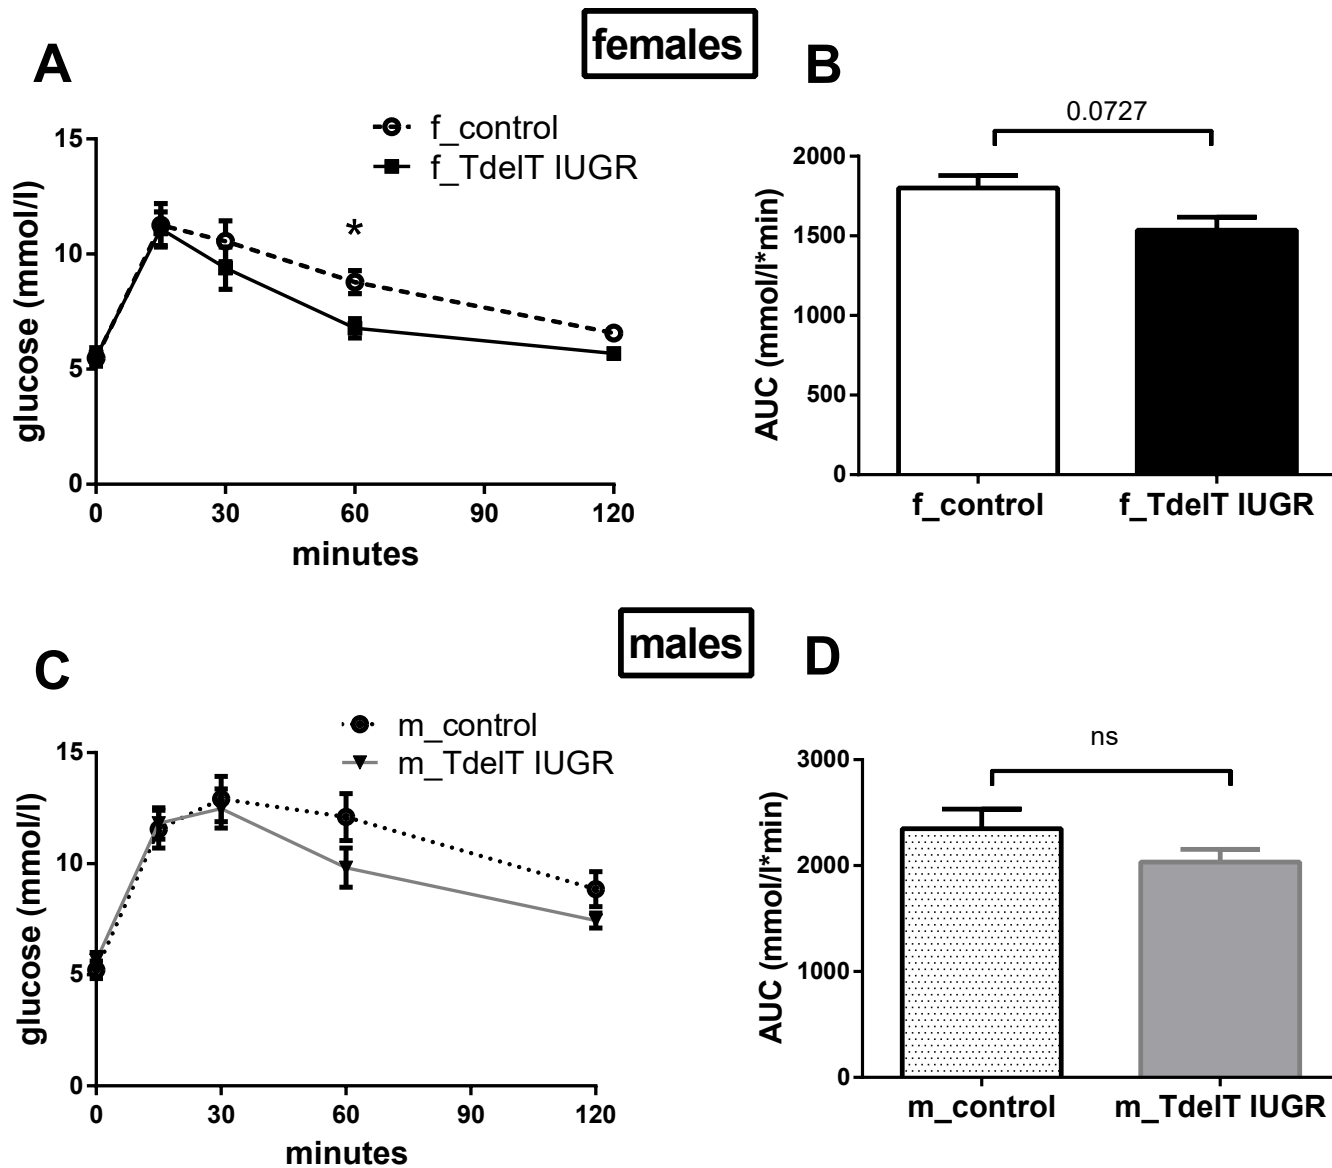 females
A
B
f_control
f_TdelT IUGR
*
15
10
5
0
glucose (mmol/l)
0
30
60
90
120
minutes
0.0727
2000
1500
1000
500
0
AUC (mmol/l*min)
f_control
f_TdelT IUGR
males
C
D
m_control
m_TdelT IUGR
15
10
5
0
glucose (mmol/l)
0
30
60
90
120
minutes
ns
3000
2000
1000
0
AUC (mmol/l*min)
m_control
m_TdelT IUGR